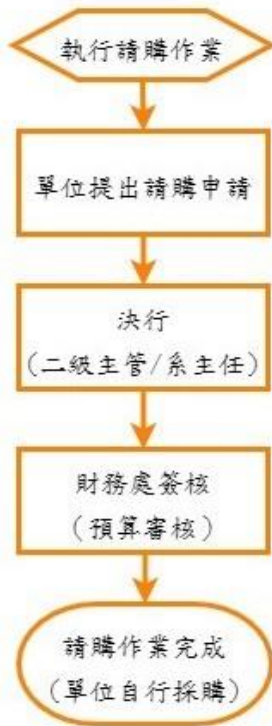 執行請購作業
單位提出請購申請
決行
(二級主管/系主任)
財務處簽核
(預算審核)
請購作業完成
(單位自行採購)